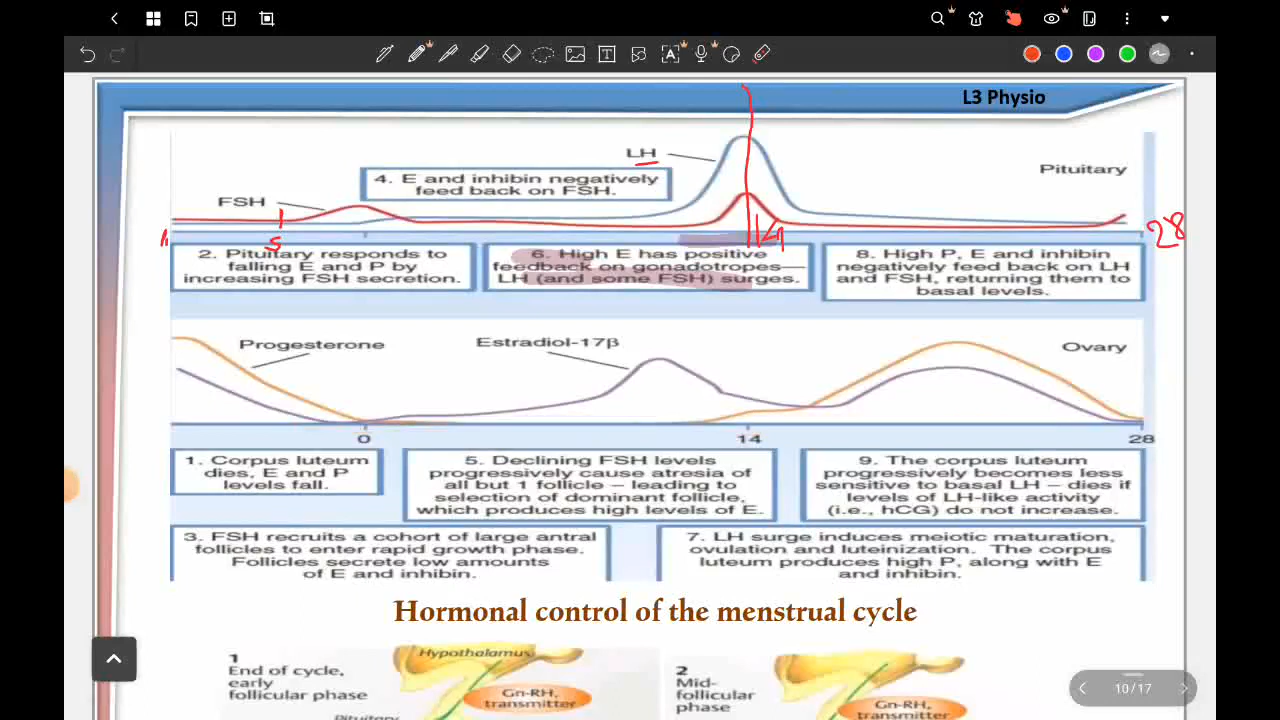 L3 Physio
LH
Pituitary
4. E and inhibin negatively
feed back on FSH.
FSH
5
28
2. Pituitary responds to
falling E and P by
increasing FSH secretion.
6. High E has positive
feedback on gonadotropes—
LH (and some FSH) surges.
8. High P, E and inhibin
negatively feed back on LH
and FSH, returning them to
basal levels.
Progesterone
Estradiol-17β
Ovary
0
14
28
1. Corpus luteum
dies, E and P
levels fall.
5. Declining FSH levels
progressively cause atresia of
all but 1 follicle – leading to
selection of dominant follicle,
which produces high levels of E.
9. The corpus luteum
progressively becomes less
sensitive to basal LH – dies if
levels of LH-like activity
(i.e., hCG) do not increase.
3. FSH recruits a cohort of large antral
follicles to enter rapid growth phase.
Follicles secrete low amounts
of E and inhibin.
7. LH surge induces meiotic maturation,
ovulation and luteinization. The corpus
luteum produces high P, along with E
and inhibin.
Hormonal control of the menstrual cycle
1
End of cycle,
early
follicular phase
Hypothalamus
Gn-RH,
transmitter
Pituitary
2
Mid-
follicular
phase
Gn-RH,
transmitter
10/17